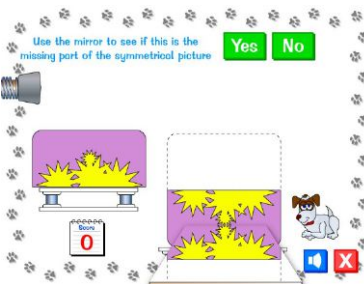 Use the mirror to see if this is the
missing part of the symmetrical picture
Yes No
Score
0
X